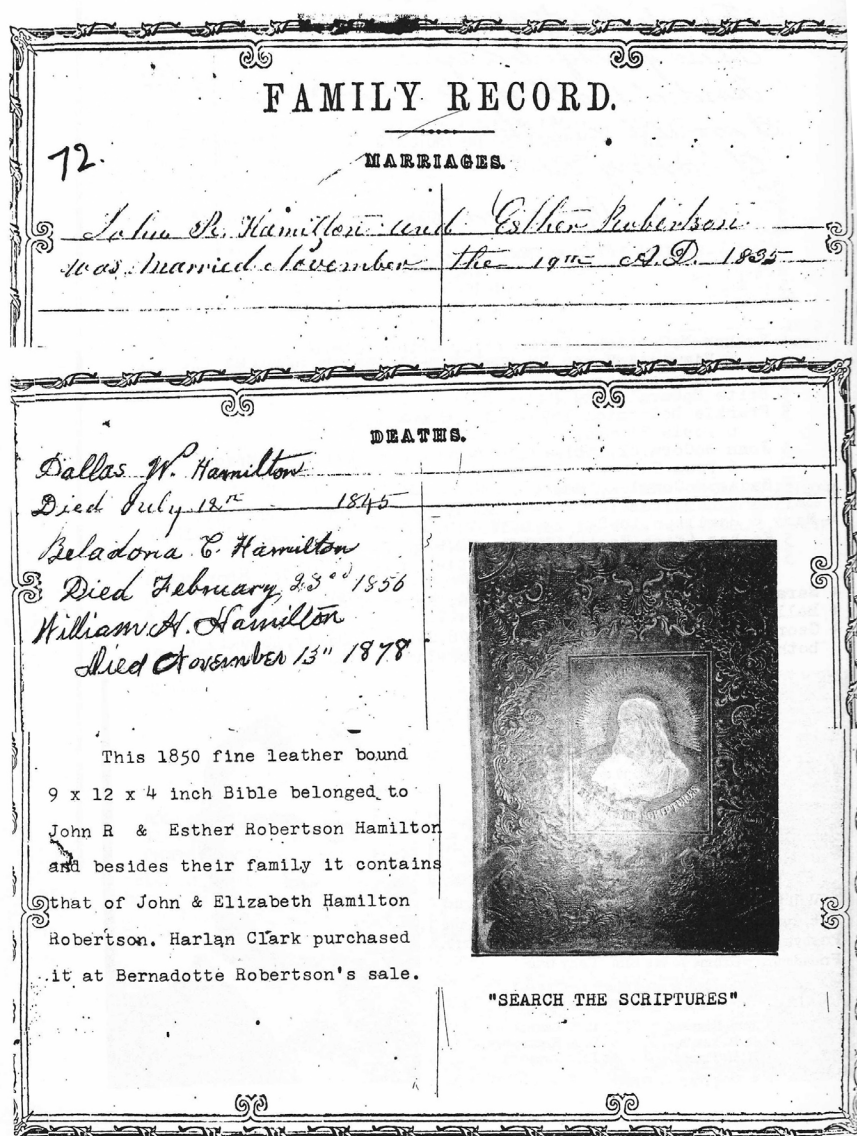 FAMILY RECORD.
72.
MARRIAGES.
John R. Hamilton and Esther Robertson
was married November the 19th A.D. 1835
DEATHS.
Dallas W. Hamilton
Died July 12th 1845
Beladona C. Hamilton
Died February 23rd 1856
William H. Hamilton
Died November 13" 1878
This 1850 fine leather bound
9 x 12 x 4 inch Bible belonged to
John R & Esther Robertson Hamilton
and besides their family it contains
that of John & Elizabeth Hamilton
Robertson. Harlan Clark purchased
it at Bernadotte Robertson's sale.
SCRIPTURES
"SEARCH THE SCRIPTURES"